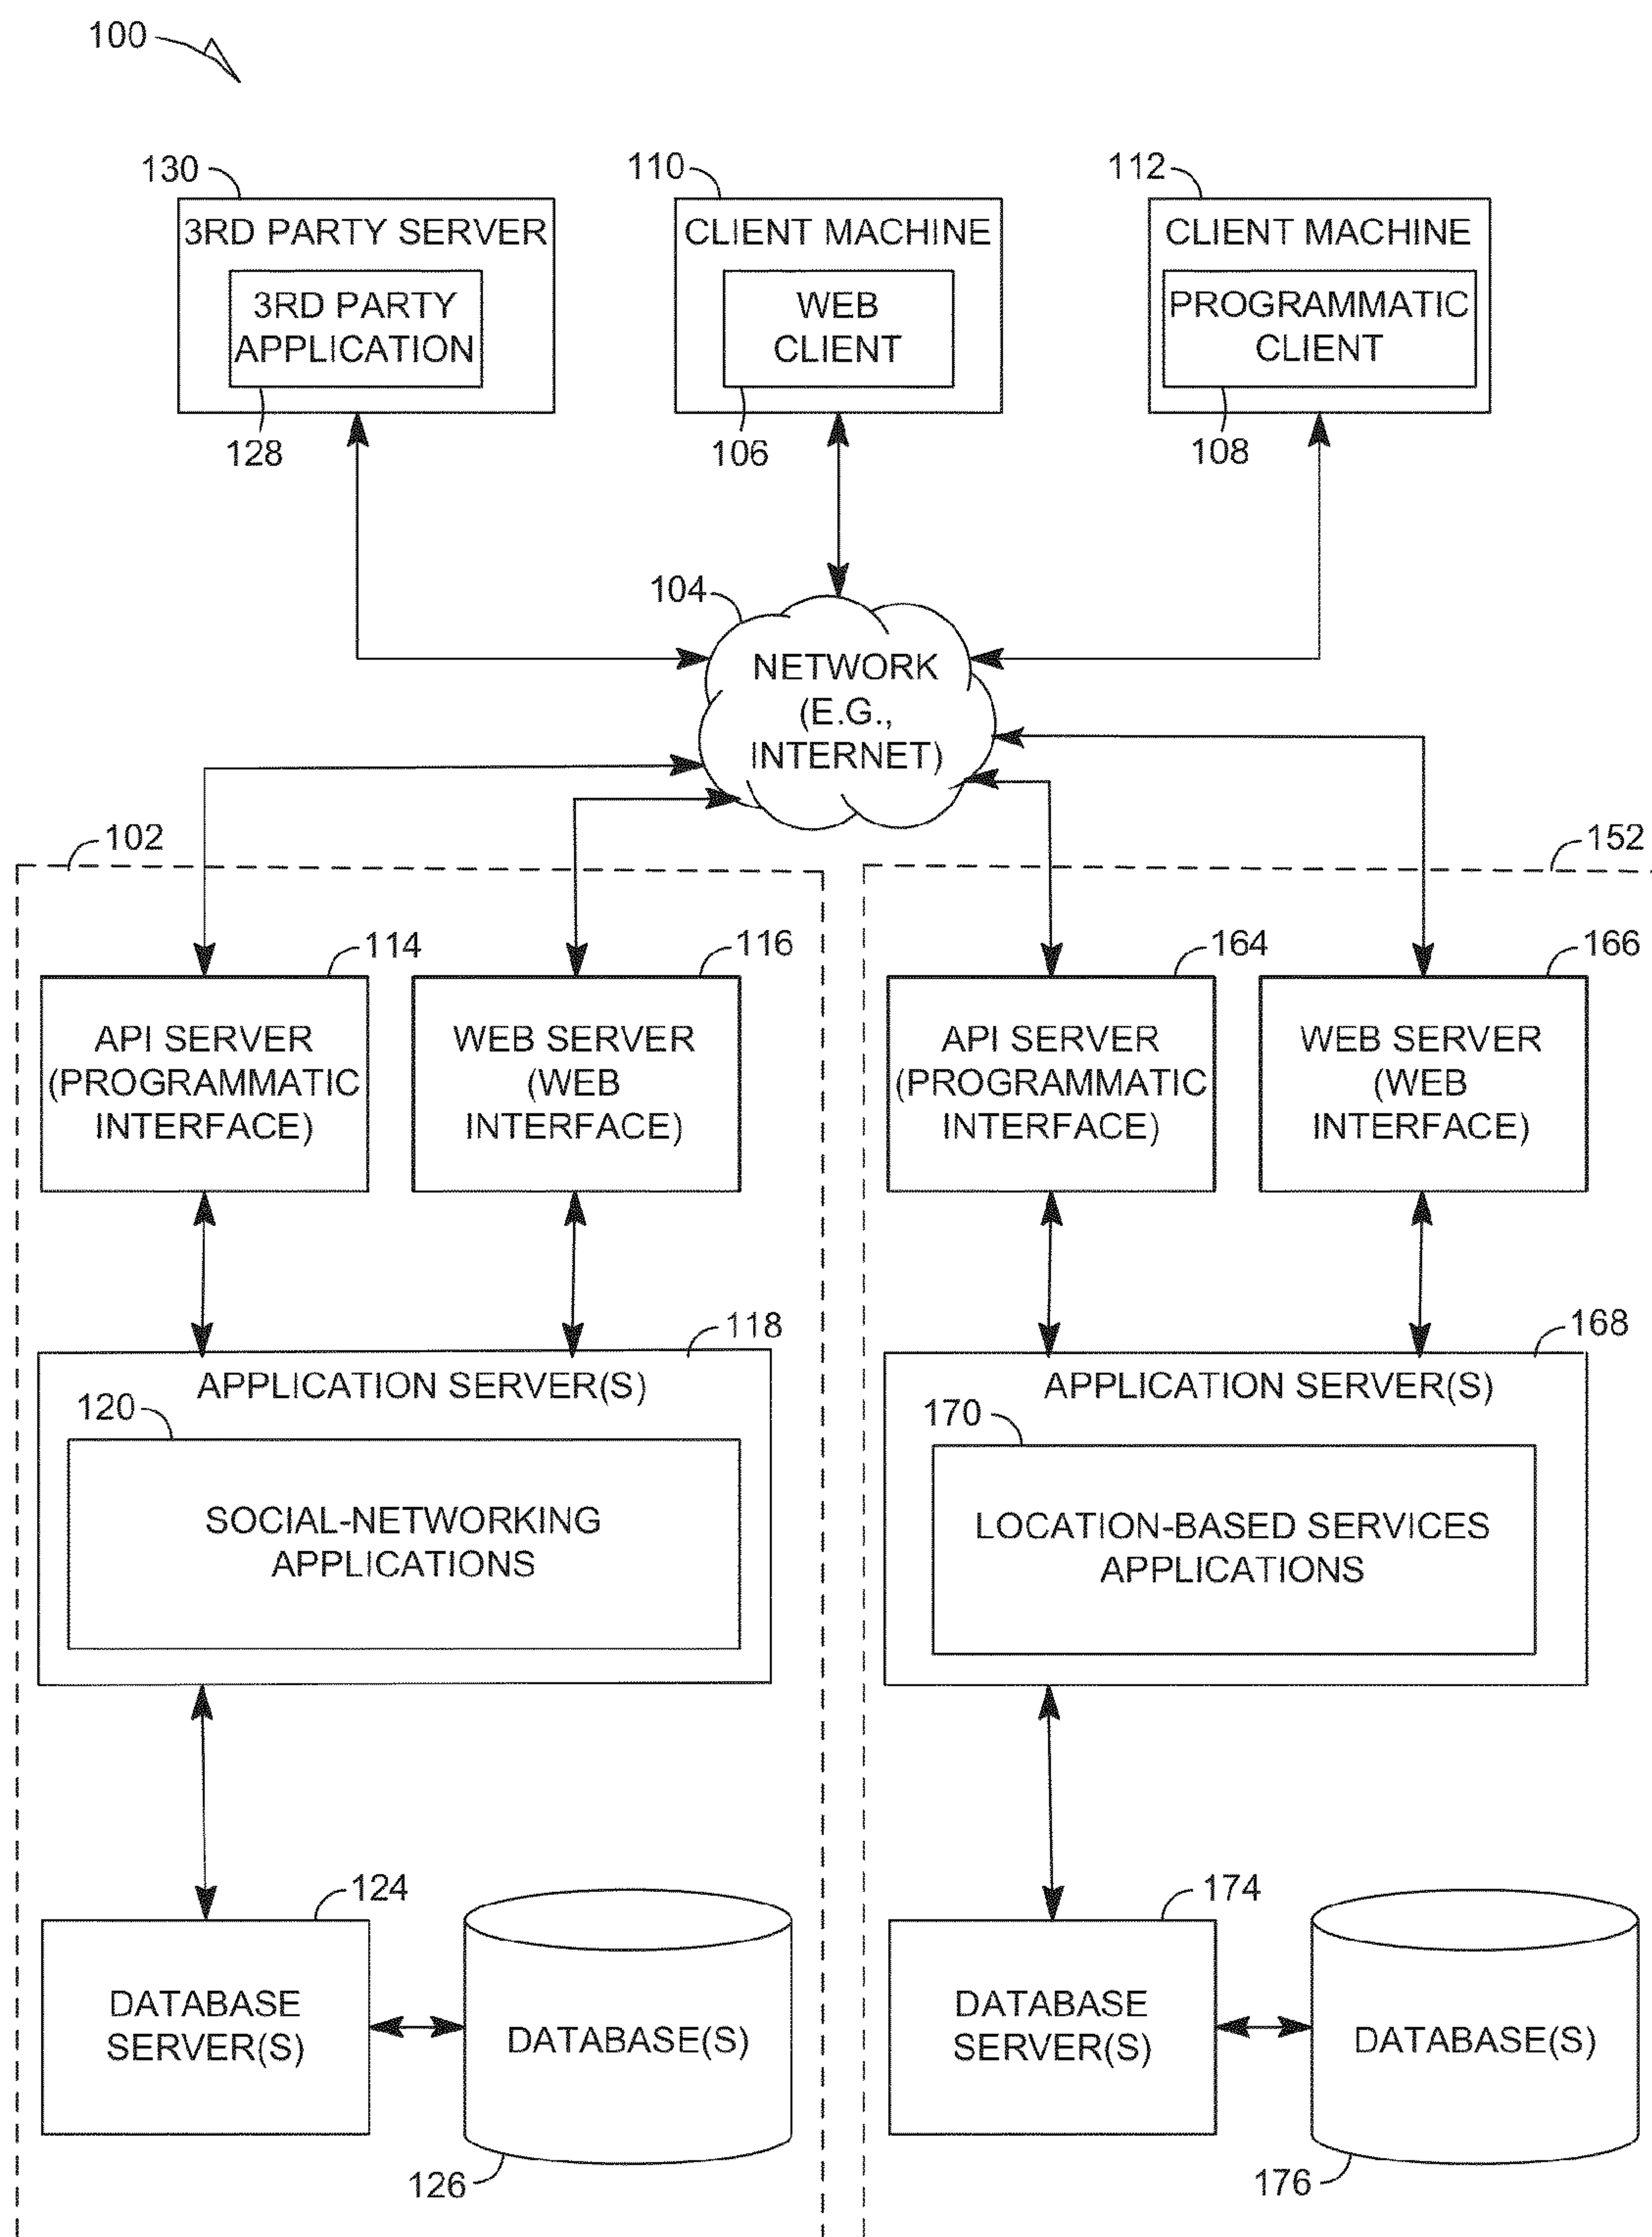 100
130
110
112
3RD PARTY SERVER
CLIENT MACHINE
CLIENT MACHINE
3RD PARTY
APPLICATION
WEB
CLIENT
PROGRAMMATIC
CLIENT
128
106
108
104
NETWORK
(E.G.,
INTERNET)
102
152
114
116
164
166
API SERVER
(PROGRAMMATIC
INTERFACE)
WEB SERVER
(WEB
INTERFACE)
API SERVER
(PROGRAMMATIC
INTERFACE)
WEB SERVER
(WEB
INTERFACE)
118
168
APPLICATION SERVER(S)
APPLICATION SERVER(S)
120
170
SOCIAL-NETWORKING
APPLICATIONS
LOCATION-BASED SERVICES
APPLICATIONS
124
174
DATABASE
SERVER(S)
DATABASE(S)
DATABASE
SERVER(S)
DATABASE(S)
126
176